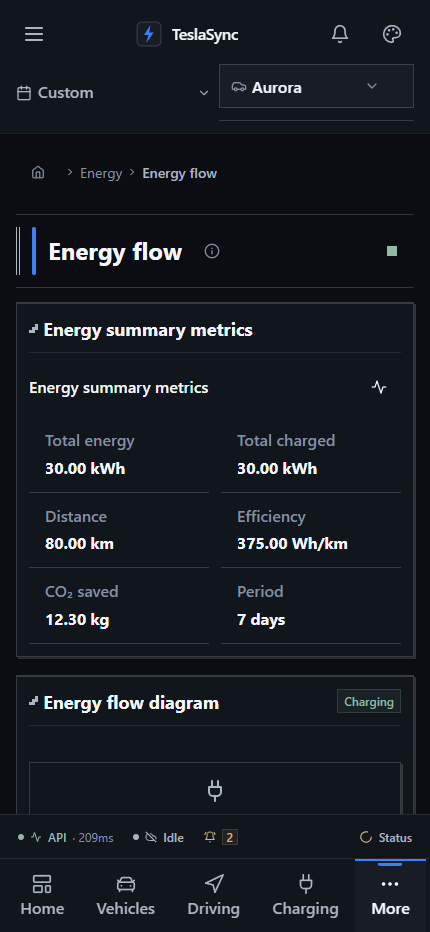 TeslaSync
Custom
Aurora
Energy
Energy flow
Energy flow
Energy summary metrics
Energy summary metrics
Total energy
Total charged
30.00 kWh
30.00 kWh
Distance
Efficiency
80.00 km
375.00 Wh/km
CO₂ saved
Period
12.30 kg
7 days
Energy flow diagram
Charging
API · 209ms
Idle
2
Status
Home
Vehicles
Driving
Charging
More